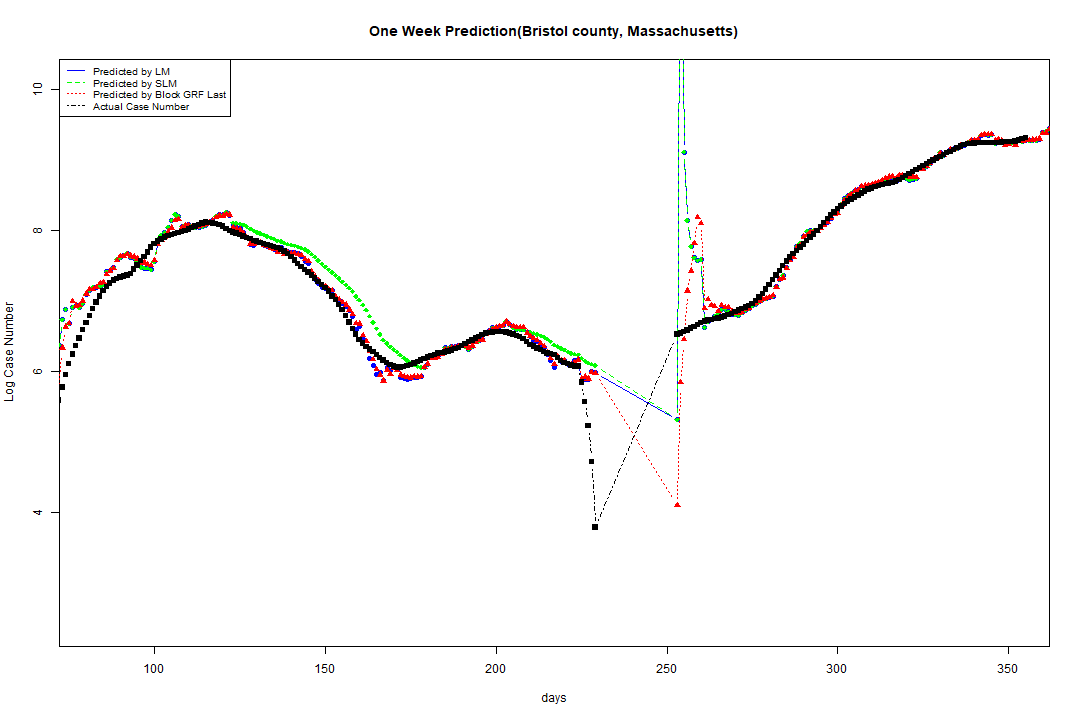 One Week Prediction(Bristol county, Massachusetts)
Predicted by LM
Predicted by SLM
Predicted by Block GRF Last
Actual Case Number
10
8
6
4
Log Case Number
100 150 200 250 300 350
days